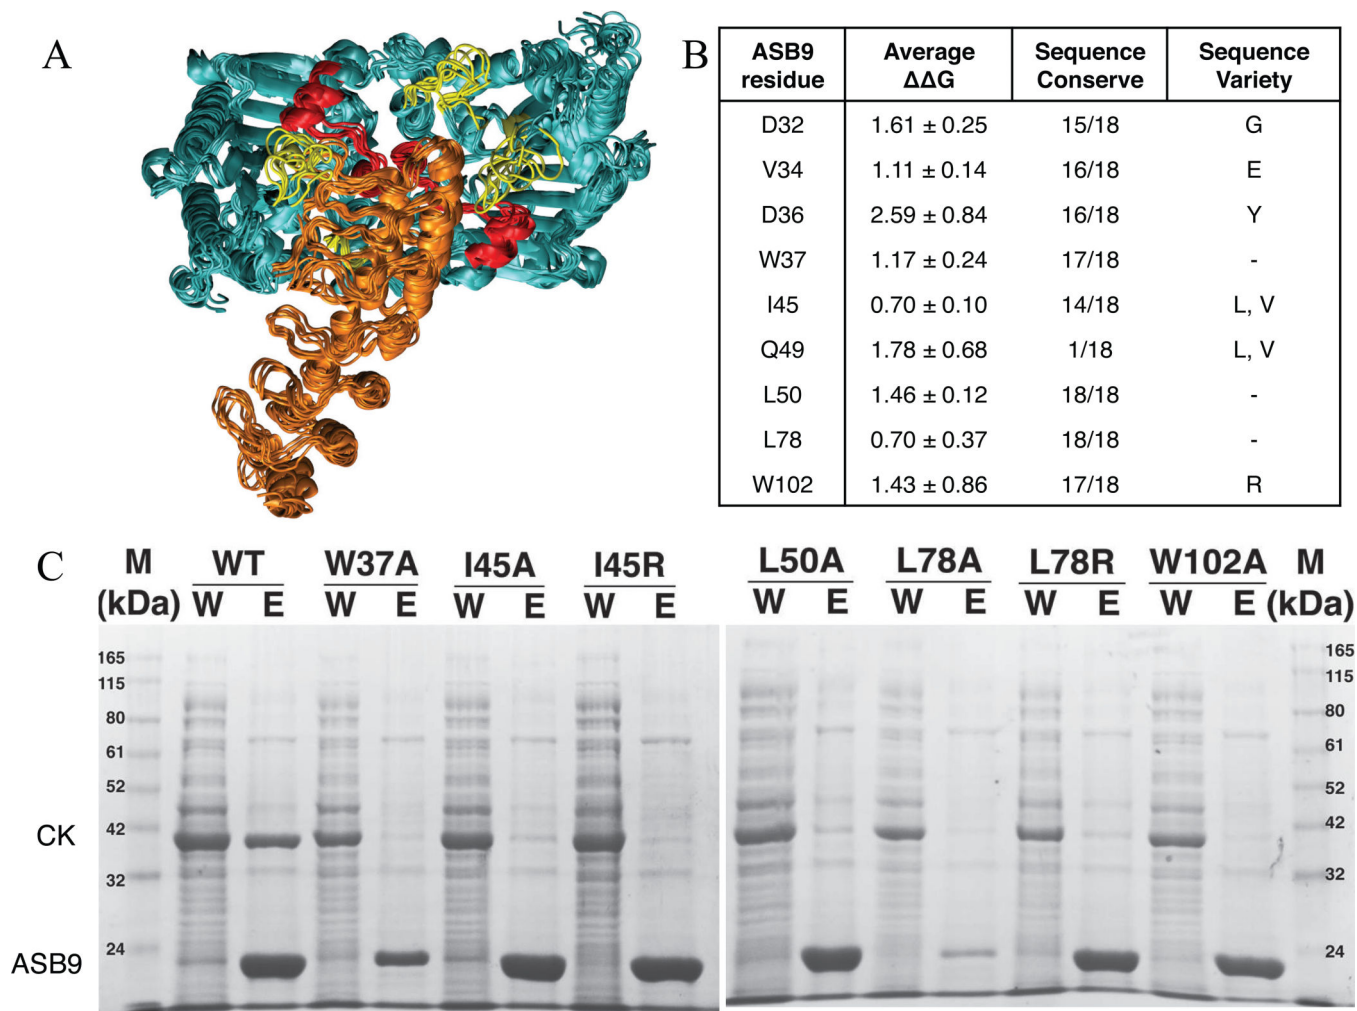 A
B
ASB9 residue Average ΔΔG Sequence Conserve Sequence Variety
D32 1.61 ± 0.25 15/18 G
V34 1.11 ± 0.14 16/18 E
D36 2.59 ± 0.84 16/18 Y
W37 1.17 ± 0.24 17/18 -
I45 0.70 ± 0.10 14/18 L, V
Q49 1.78 ± 0.68 1/18 L, V
L50 1.46 ± 0.12 18/18 -
L78 0.70 ± 0.37 18/18 -
W102 1.43 ± 0.86 17/18 R
C
M WT W37A I45A I45R L50A L78A L78R W102A M
(kDa) W E W E W E W E W E W E W E W E (kDa)
165 165
115 115
80 80
61 61
52 52
CK 42 42
32 32
ASB9 24 24